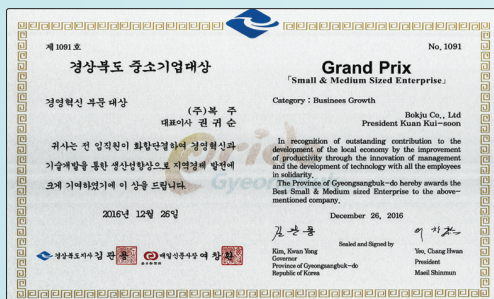 제 1091 호
경상북도 중소기업대상
경영혁신 부문 대상
(주)복 주
대표이사 권 귀 순
귀사는 전 임직원이 화합단결하여 경영혁신과
기술개발을 통한 생산성향상으로 지역경제 발전에
크게 기여하였기에 이 상을 드립니다.
2016년 12월 26일
경상북도지사 김 관 용
매일신문사장 여 창 환
No. 1091
Grand Prix
「Small & Medium Sized Enterprise」
Category : Businees Growth
Bokju Co., Ltd
President Kuan Kui-soon
In recognition of outstanding contribution to the
development of the local economy by the improvement
of productivity through the innovation of management
and the development of technology with all the employees
in solidarity.
The Province of Gyeongsangbuk-do hereby awards the
Best Small & Medium sized Enterprise to the above-
mentioned company.
December 26, 2016
Sealed and Signed by
Kim, Kwan Yong
Governor
Province of Gyeongsangbuk-do
Republic of Korea
Yeo, Chang Hwan
President
Maeil Shinmun